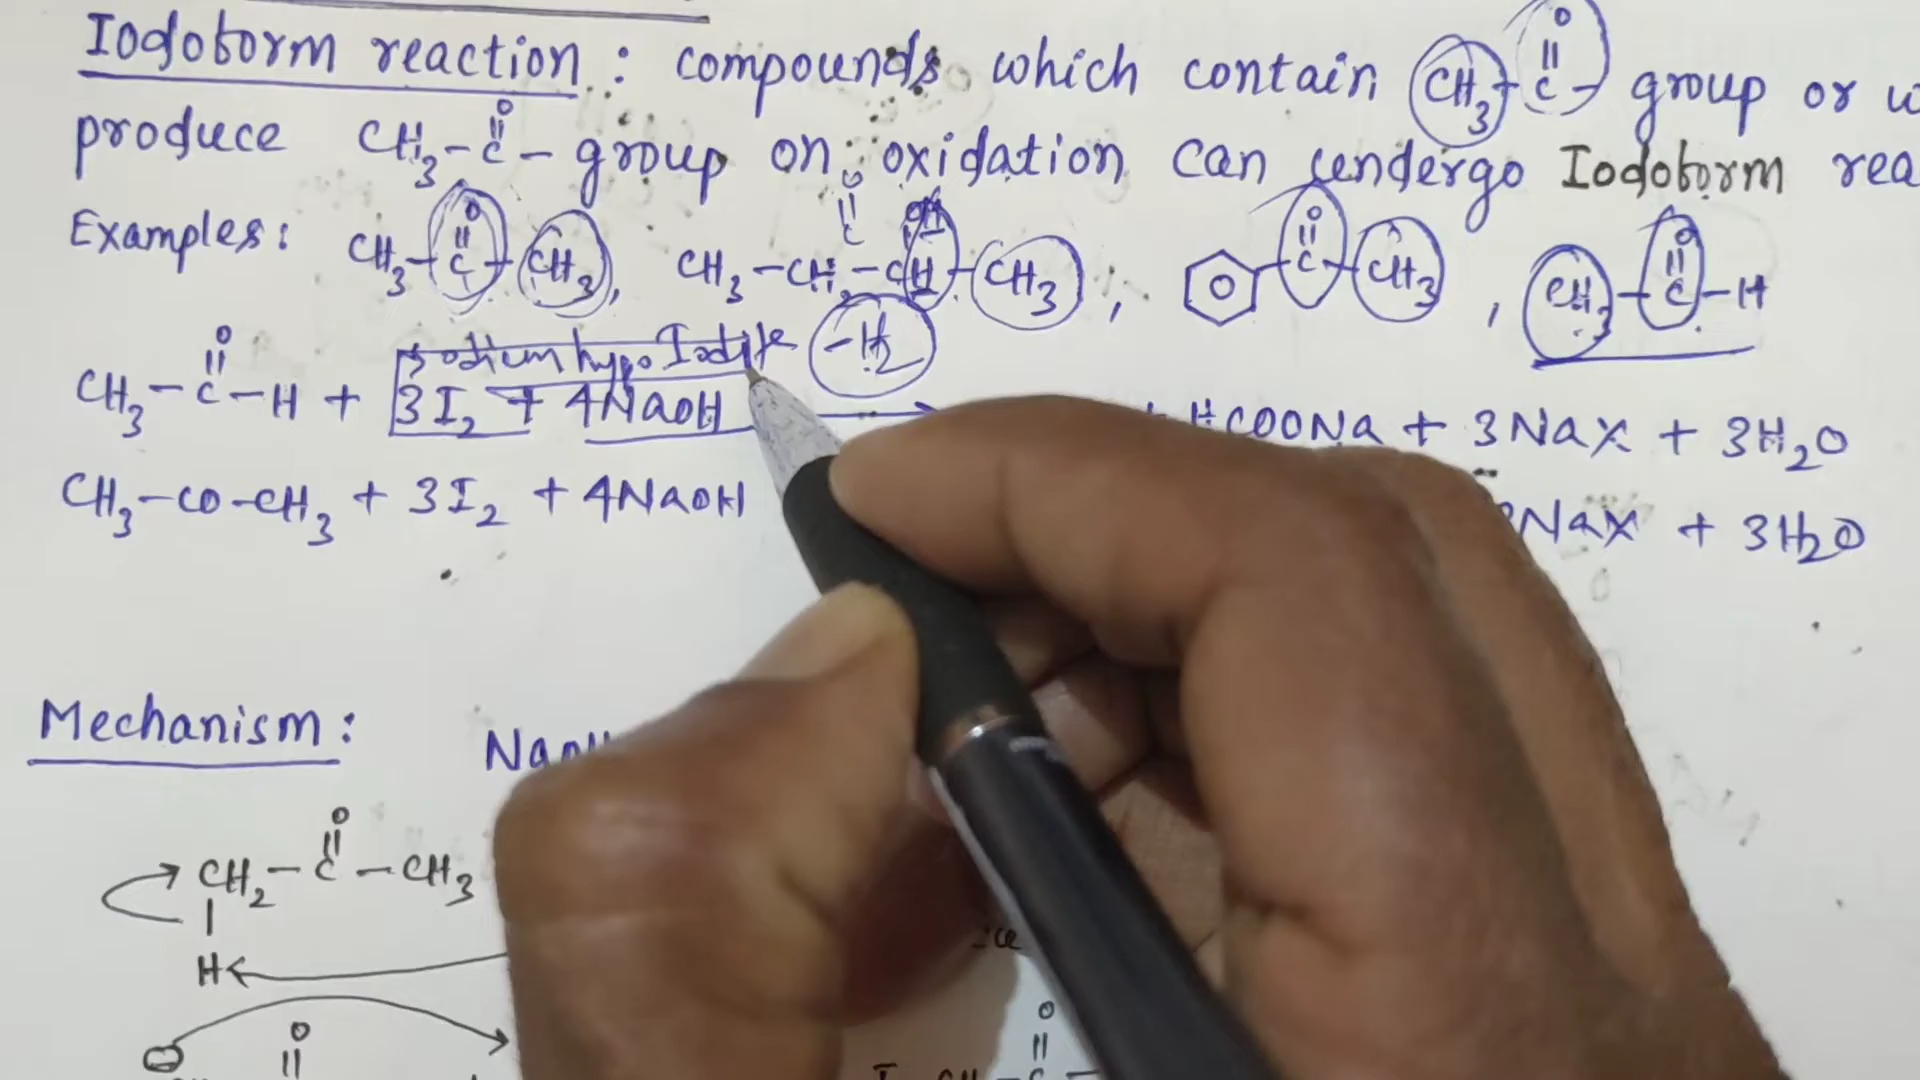 Iodoform reaction : compounds which contain CH3-C- group or w
O
||
produce CH3-C- group on oxidation can undergo Iodoform rea
O
||
Examples: CH3-C-CH3, CH3-CH2-CH-CH3, C-CH3, CH3-C-H
O OH O O
|| || ||
sodium hypo Iodite -H2
CH3-C-H + 3I2 + 4NaOH HCOONa + 3NaX + 3H2O
O
||
CH3-CO-CH3 + 3I2 + 4NaOH NaX + 3H2O
Mechanism: NaOH
O
||
CH2-C-CH3
|
H
O
||
O
||